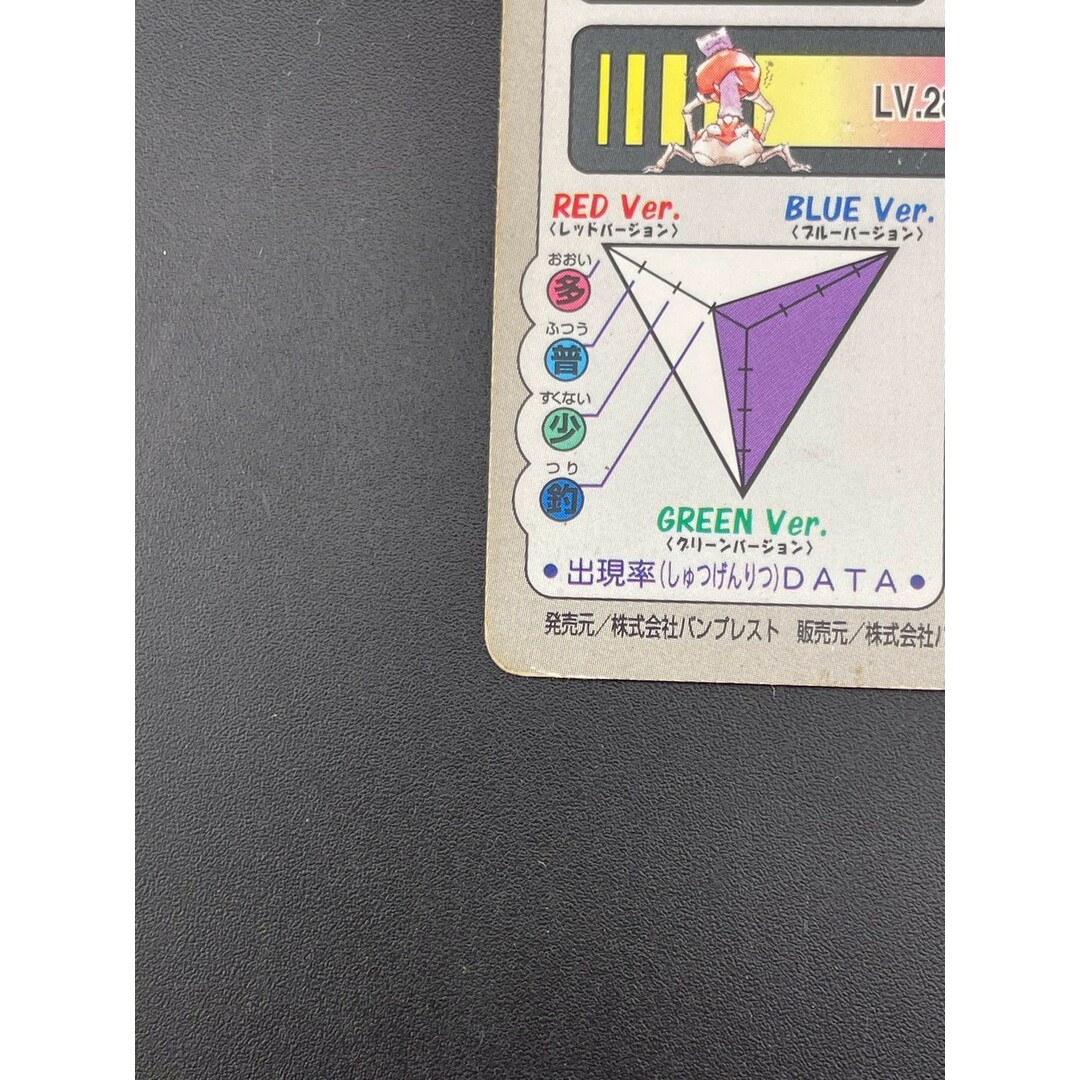 LV.28
RED Ver.
〈レッドバージョン〉
BLUE Ver.
〈ブルーバージョン〉
おおい
多
ふつう
普
すくない
少
つり
釣
GREEN Ver.
〈グリーンバージョン〉
●出現率(しゅつげんりつ)DATA●
発売元/株式会社バンプレスト 販売元/株式会社